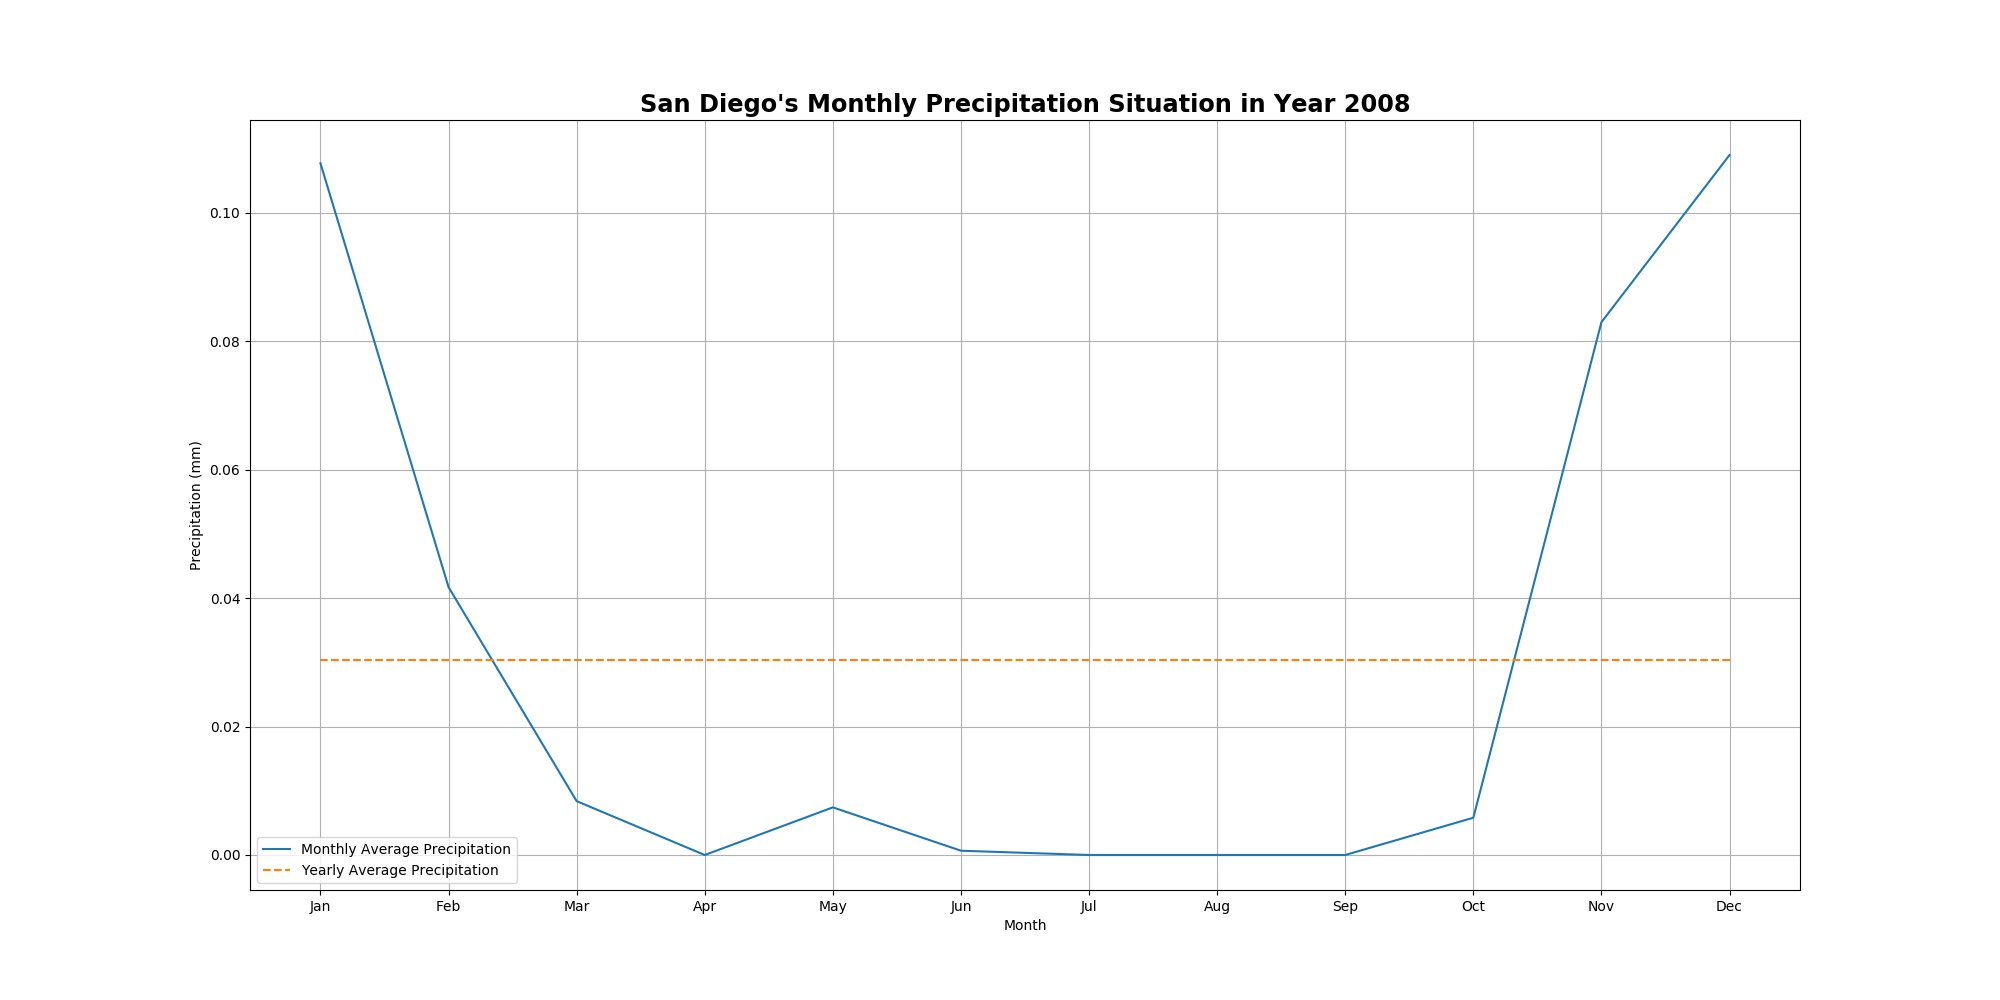 San Diego's Monthly Precipitation Situation in Year 2008
Precipitation (mm)
0.10
0.08
0.06
0.04
0.02
0.00
Monthly Average Precipitation
Yearly Average Precipitation
Jan Feb Mar Apr May Jun Jul Aug Sep Oct Nov Dec
Month